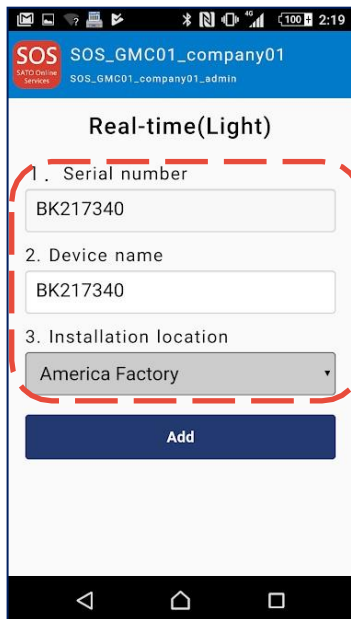 4G 100 2:19
SOS
SATO Online
Services
SOS_GMC01_company01
SOS_GMC01_company01_admin
Real-time(Light)
1. Serial number
BK217340
2. Device name
BK217340
3. Installation location
America Factory
Add